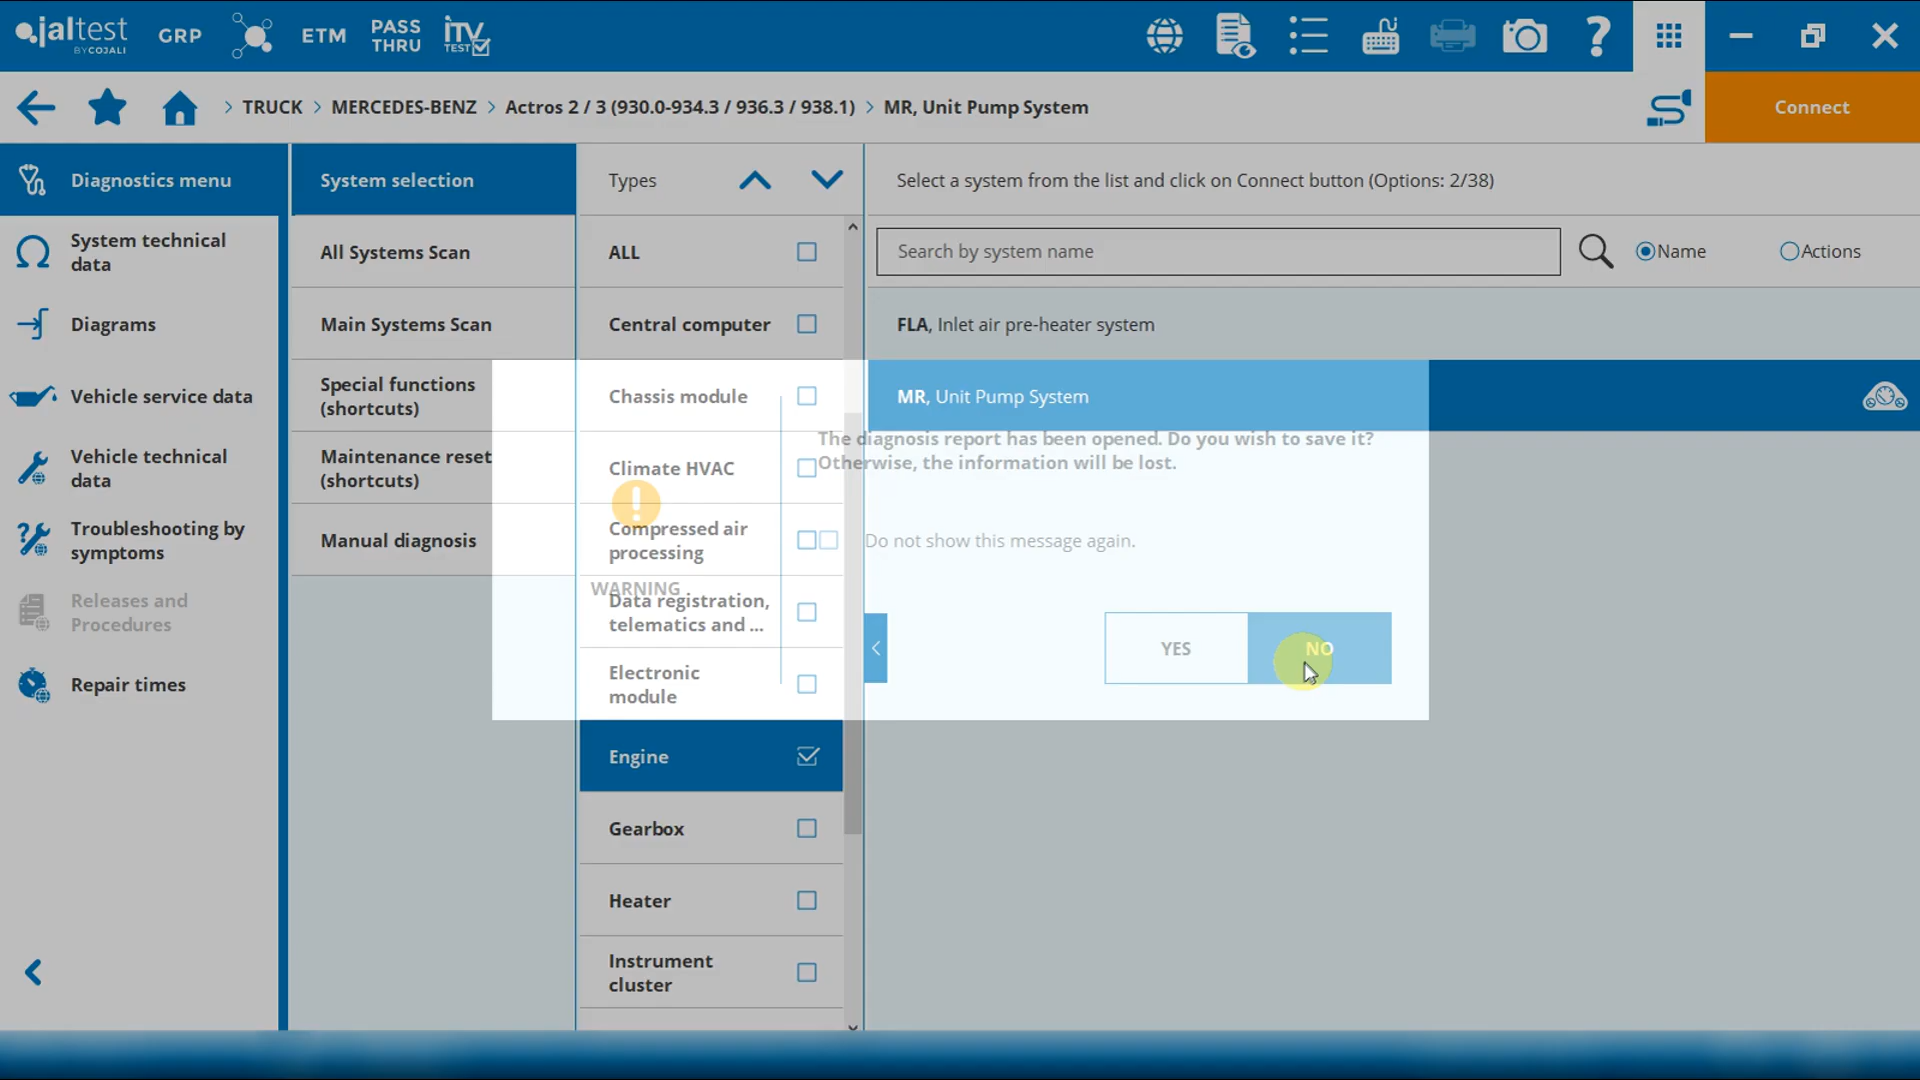 jaltest
BY COJALI
GRP
ETM
PASS
THRU
iTV
TEST
> TRUCK > MERCEDES-BENZ > Actros 2 / 3 (930.0-934.3 / 936.3 / 938.1) > MR, Unit Pump System
Connect
Diagnostics menu
System technical
data
Diagrams
Vehicle service data
Vehicle technical
data
Troubleshooting by
symptoms
Releases and
Procedures
Repair times
System selection
All Systems Scan
Main Systems Scan
Special functions
(shortcuts)
Maintenance reset
(shortcuts)
Manual diagnosis
Types
ALL
Central computer
Chassis module
Climate HVAC
Compressed air
processing
Data registration,
telematics and ...
Electronic
module
Engine
Gearbox
Heater
Instrument
cluster
Select a system from the list and click on Connect button (Options: 2/38)
Search by system name
Name
Actions
FLA, Inlet air pre-heater system
MR, Unit Pump System
WARNING
The diagnosis report has been opened. Do you wish to save it?
Otherwise, the information will be lost.
Do not show this message again.
YES
NO